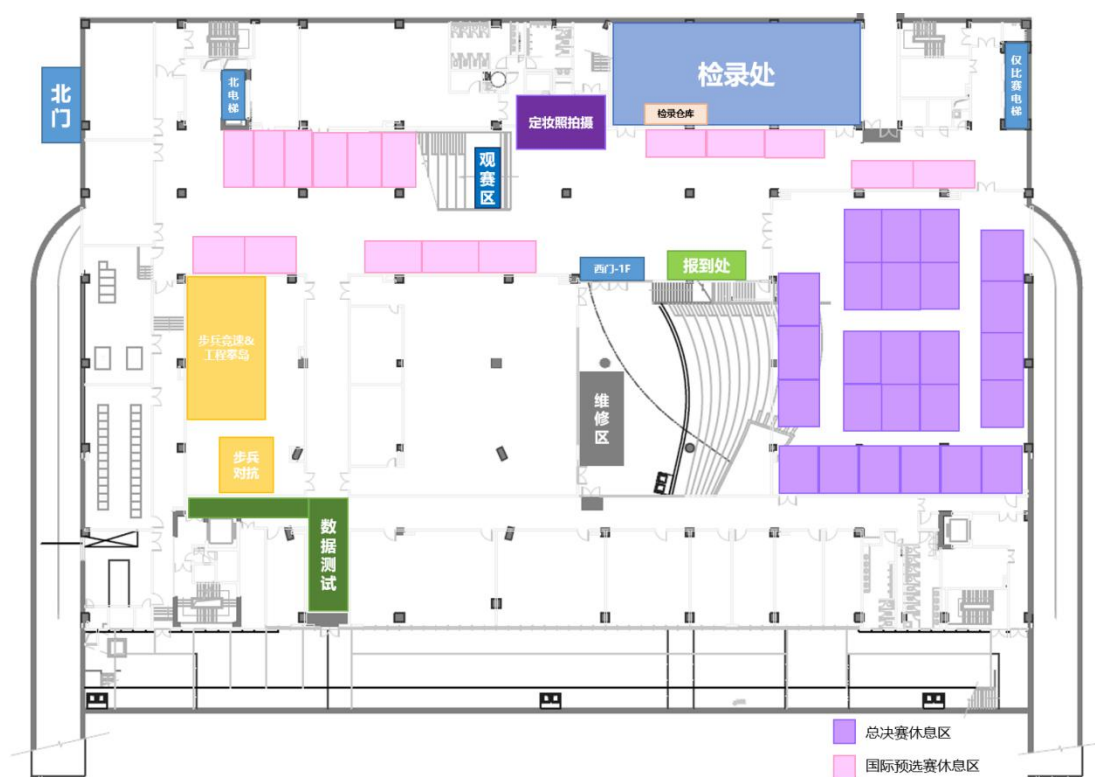 检录处
北门
北电梯
仅比赛电梯
检录仓库
定妆照拍摄
观赛区
西门-1F
报到处
步兵竞速&
工程攀岛
维修区
步兵
对抗
数据测试
总决赛休息区
国际预选赛休息区